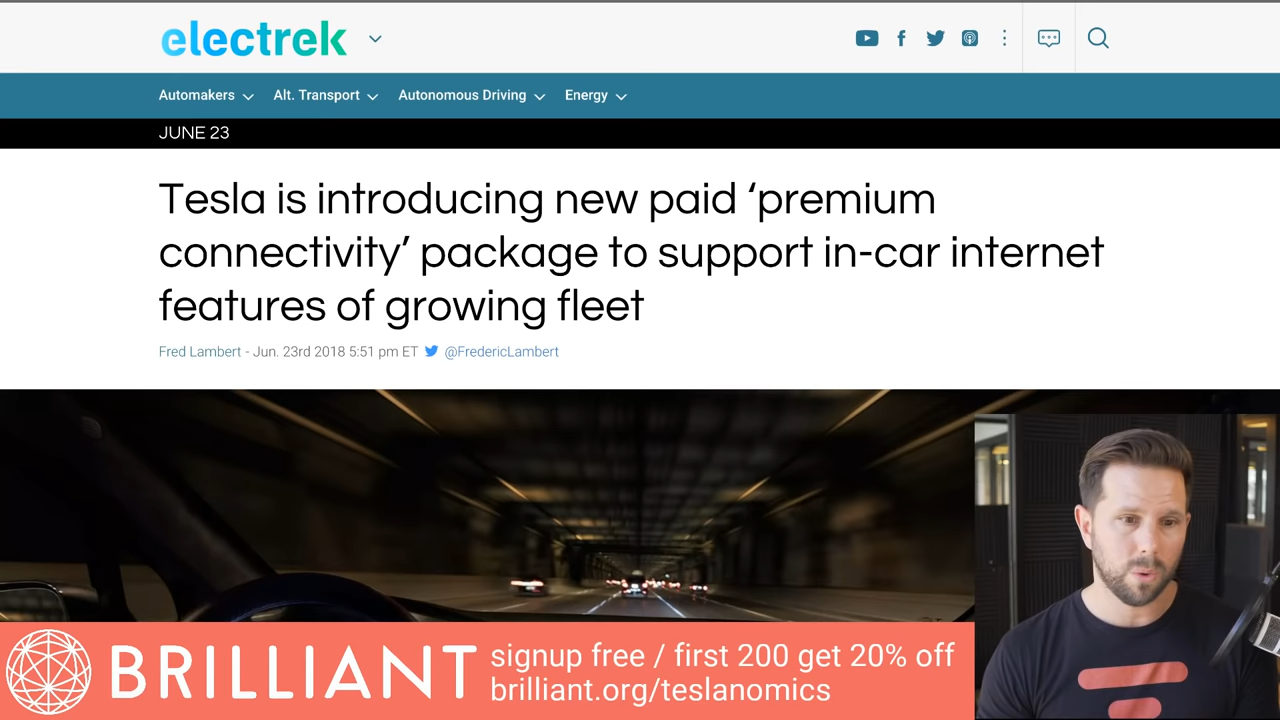 electrek
Automakers Alt. Transport Autonomous Driving Energy
JUNE 23
Tesla is introducing new paid ‘premium
connectivity’ package to support in-car internet
features of growing fleet
Fred Lambert - Jun. 23rd 2018 5:51 pm ET @FredericLambert
BRILLIANT
signup free / first 200 get 20% off
brilliant.org/teslanomics